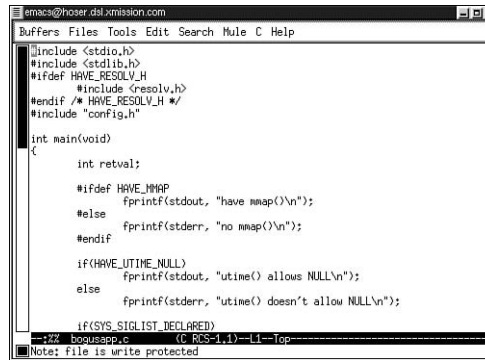 emacs@hoser.dsl.xmission.com
Buffers Files Tools Edit Search Mule C Help
#include <stdio.h>
#include <stdlib.h>
#ifdef HAVE_RESOLV_H
#include <resolv.h>
#endif /* HAVE_RESOLV_H */
#include "config.h"
int main(void)
{
int retval;
#ifdef HAVE_MMAP
fprintf(stdout, "have mmap()\n");
#else
fprintf(stderr, "no mmap()\n");
#endif
if(HAVE_UTIME_NULL)
fprintf(stdout, "utime() allows NULL\n");
else
fprintf(stderr, "utime() doesn't allow NULL\n");
if(SYS_SIGLIST_DECLARED)
--:%% bogusapp.c (C RCS-1.1)--L1--Top--
Note: file is write protected